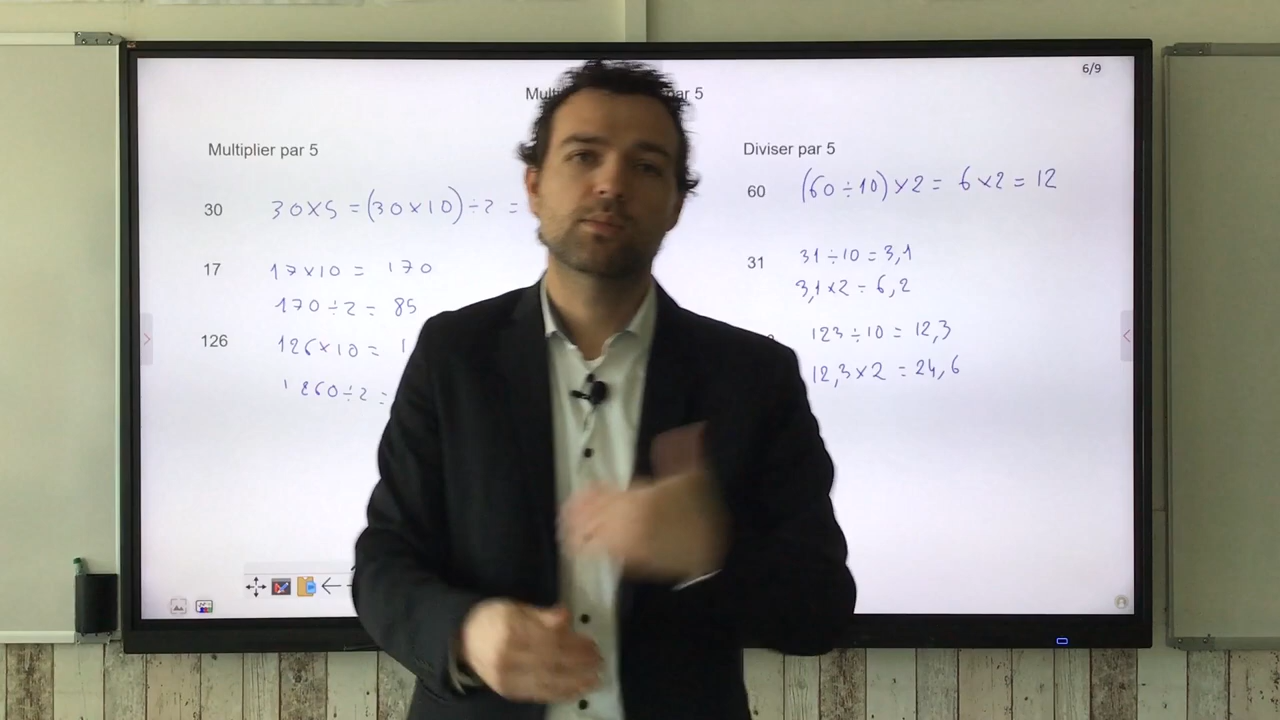 6/9
par 5
Multiplier par 5
30 30×5 = (30×10) ÷ 2 =
17 17×10 = 170
170 ÷ 2 = 85
126 126×10 = 1
1260 ÷ 2 =
Diviser par 5
60 (60÷10) × 2 = 6×2 = 12
31 31 ÷ 10 = 3,1
3,1 × 2 = 6,2
123 ÷ 10 = 12,3
12,3 × 2 = 24,6